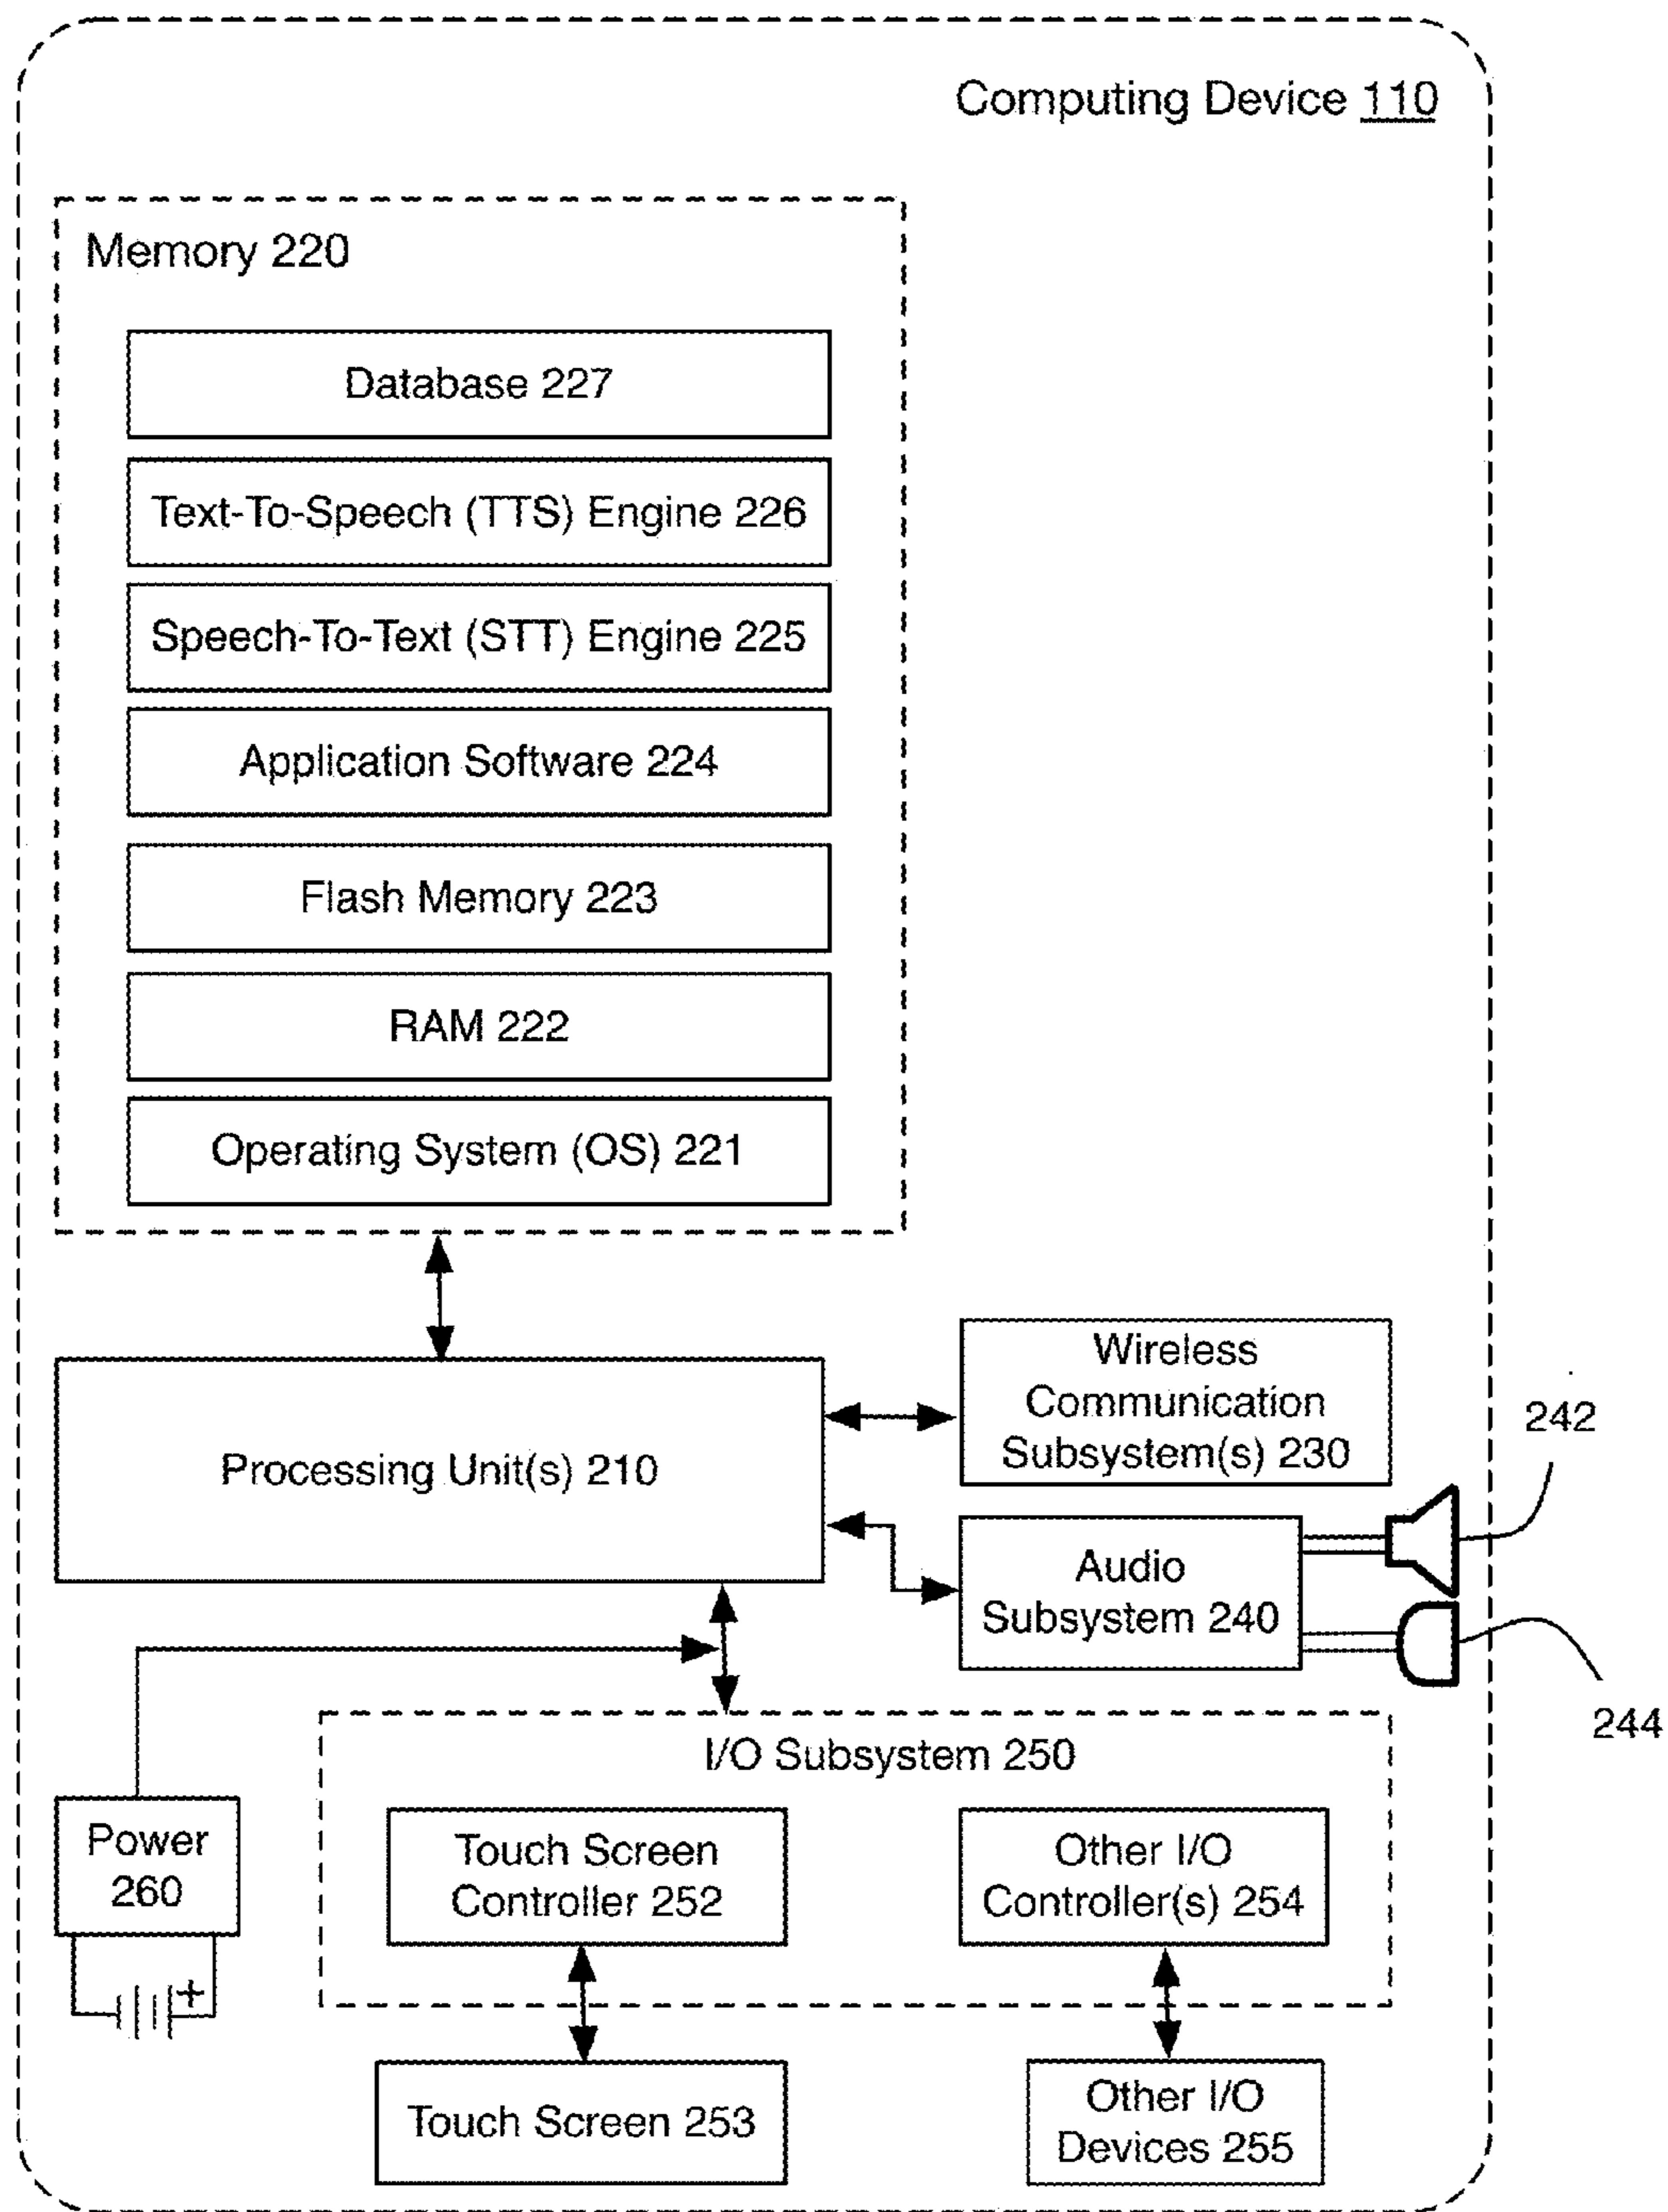 Computing Device 110
Memory 220
Database 227
Text-To-Speech (TTS) Engine 226
Speech-To-Text (STT) Engine 225
Application Software 224
Flash Memory 223
RAM 222
Operating System (OS) 221
Processing Unit(s) 210
Wireless
Communication
Subsystem(s) 230
242
Audio
Subsystem 240
244
I/O Subsystem 250
Power
260
+
Touch Screen
Controller 252
Other I/O
Controller(s) 254
Touch Screen 253
Other I/O
Devices 255